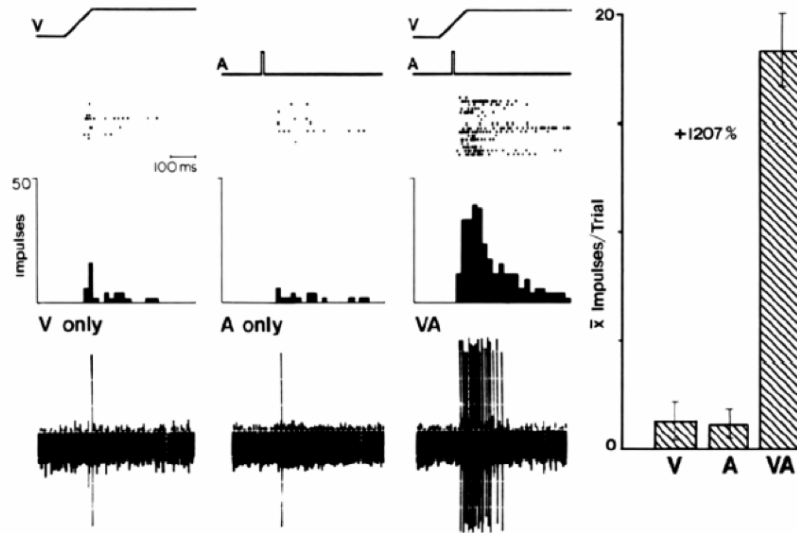 V
A
V
A
100 ms
50
Impulses
V only
A only
VA
20
+1207%
x̄ Impulses/Trial
0
V A VA